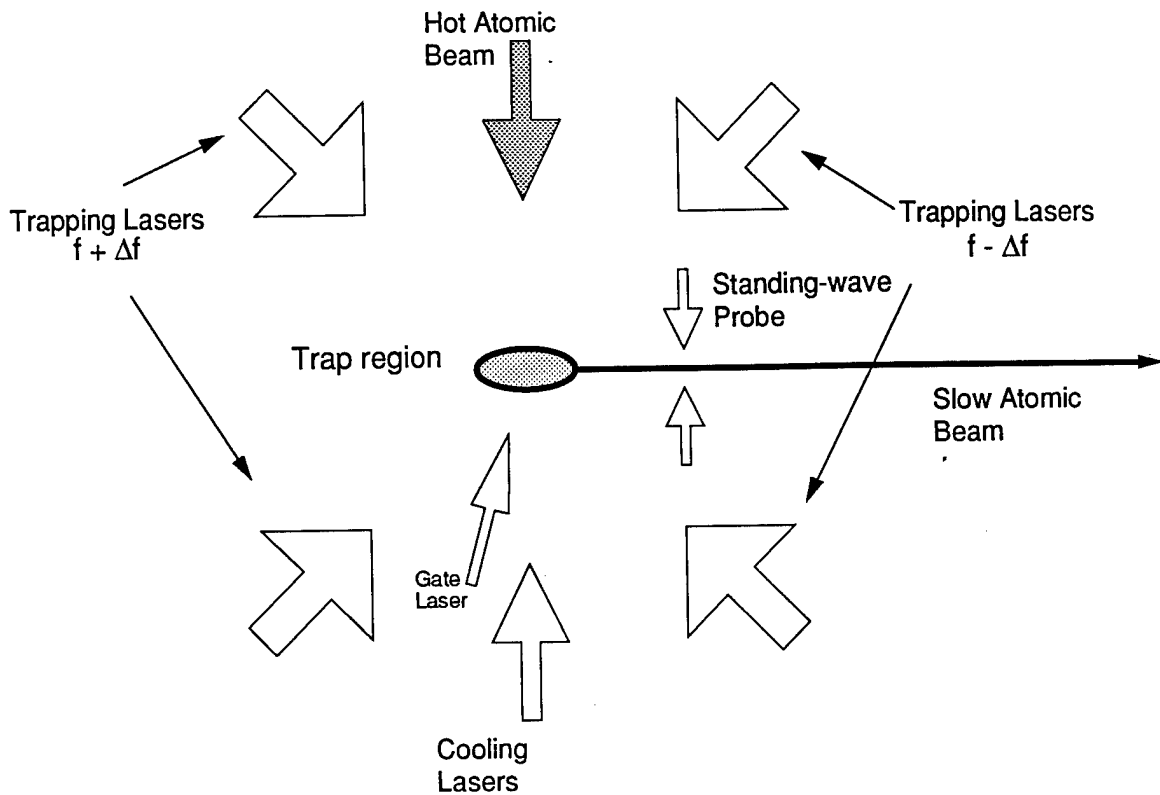 Hot Atomic
Beam
Trapping Lasers
f + Δf
Trapping Lasers
f - Δf
Standing-wave
Probe
Trap region
Slow Atomic
Beam
Gate
Laser
Cooling
Lasers